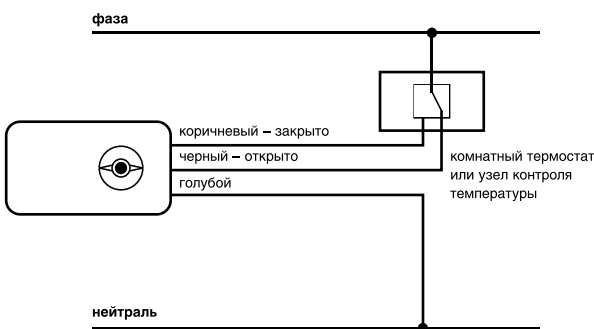 фаза
коричневый – закрыто
черный – открыто
голубой
комнатный термостат
или узел контроля
температуры
нейтраль